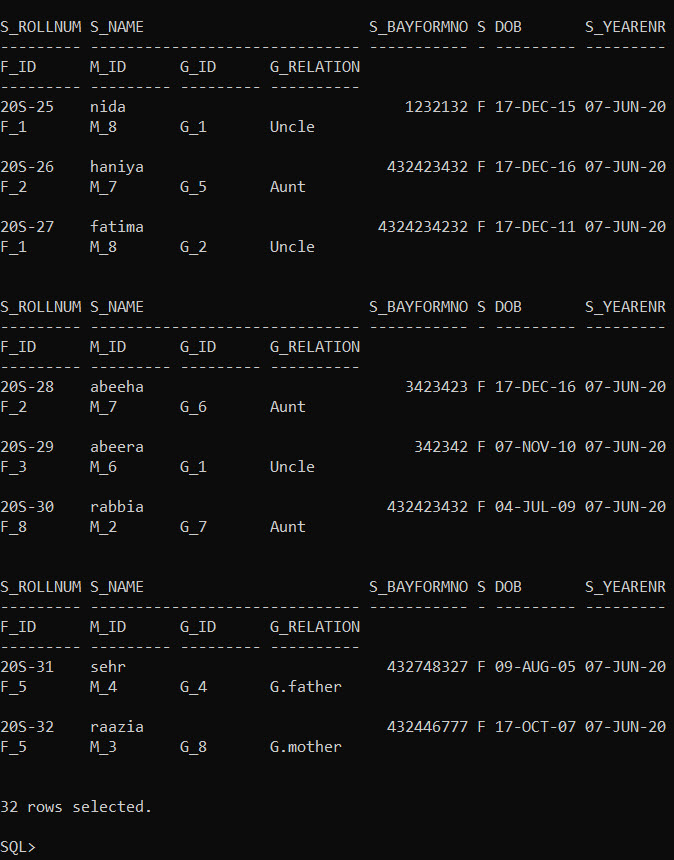 S_ROLLNUM S_NAME                         S_BAYFORMNO S DOB       S_YEARENR
--------- ------------------------------ ----------- - --------- ---------
F_ID      M_ID      G_ID      G_RELATION
--------- --------- --------- ----------
20S-25    nida                               1232132 F 17-DEC-15 07-JUN-20
F_1       M_8       G_1       Uncle

20S-26    haniya                           432423432 F 17-DEC-16 07-JUN-20
F_2       M_7       G_5       Aunt

20S-27    fatima                          4324234232 F 17-DEC-11 07-JUN-20
F_1       M_8       G_2       Uncle


S_ROLLNUM S_NAME                         S_BAYFORMNO S DOB       S_YEARENR
--------- ------------------------------ ----------- - --------- ---------
F_ID      M_ID      G_ID      G_RELATION
--------- --------- --------- ----------
20S-28    abeeha                             3423423 F 17-DEC-16 07-JUN-20
F_2       M_7       G_6       Aunt

20S-29    abeera                              342342 F 07-NOV-10 07-JUN-20
F_3       M_6       G_1       Uncle

20S-30    rabbia                           432423432 F 04-JUL-09 07-JUN-20
F_8       M_2       G_7       Aunt


S_ROLLNUM S_NAME                         S_BAYFORMNO S DOB       S_YEARENR
--------- ------------------------------ ----------- - --------- ---------
F_ID      M_ID      G_ID      G_RELATION
--------- --------- --------- ----------
20S-31    sehr                             432748327 F 09-AUG-05 07-JUN-20
F_5       M_4       G_4       G.father

20S-32    raazia                           432446777 F 17-OCT-07 07-JUN-20
F_5       M_3       G_8       G.mother


32 rows selected.

SQL>